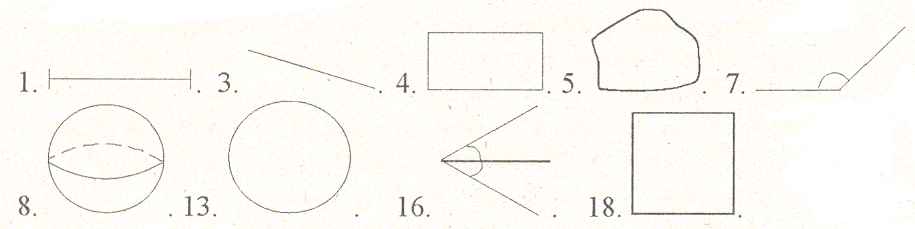 1. . 3. . 4. . 5. . 7.
8. . 13. . 16. . 18. .